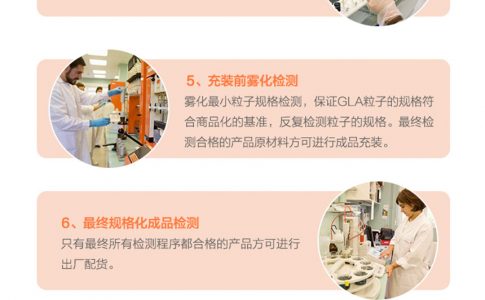 5、充装前雾化检测
雾化最小粒子规格检测，保证GLA粒子的规格符
合商品化的基准，反复检测粒子的规格。最终检
测合格的产品原材料方可进行成品充装。
6、最终规格化成品检测
只有最终所有检测程序都合格的产品方可进行
出厂配货。